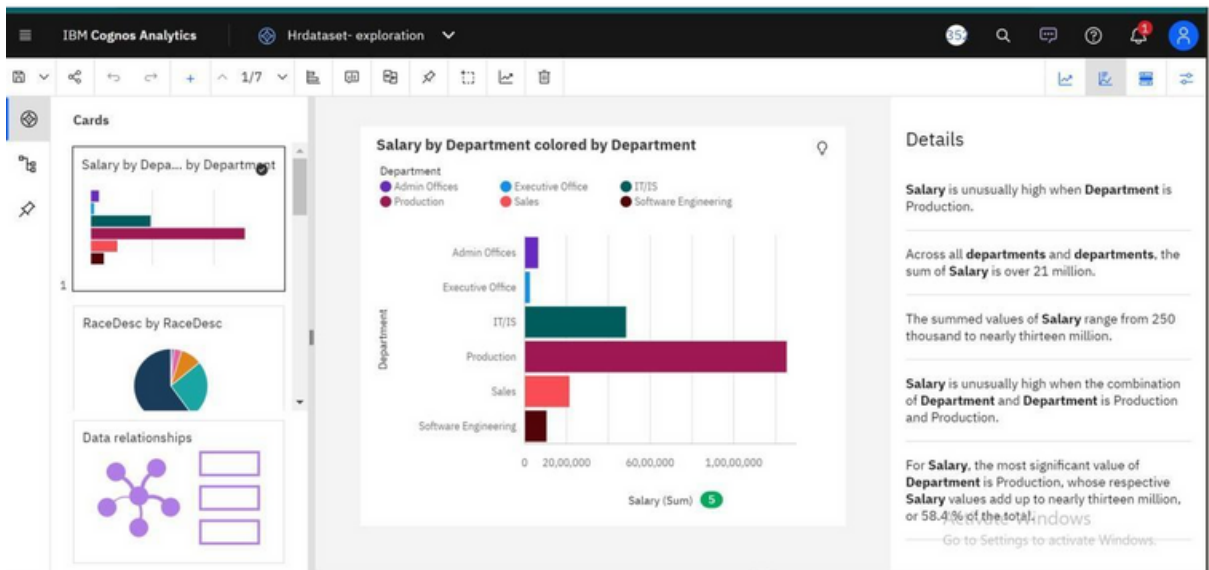 IBM Cognos Analytics
Hrdataset- exploration
1
1/7
Cards
Salary by Depa... by Department
1
RaceDesc by RaceDesc
Data relationships
Salary by Department colored by Department
Department
Admin Offices
Executive Office
IT/IS
Production
Sales
Software Engineering
Department
Admin Offices
Executive Office
IT/IS
Production
Sales
Software Engineering
0 20,00,000 60,00,000 1,00,00,000
Salary (Sum) 5
Details
Salary is unusually high when Department is
Production.
Across all departments and departments, the
sum of Salary is over 21 million.
The summed values of Salary range from 250
thousand to nearly thirteen million.
Salary is unusually high when the combination
of Department and Department is Production
and Production.
For Salary, the most significant value of
Department is Production, whose respective
Salary values add up to nearly thirteen million,
or 58.4 % of the total.
Activate Windows
Go to Settings to activate Windows.